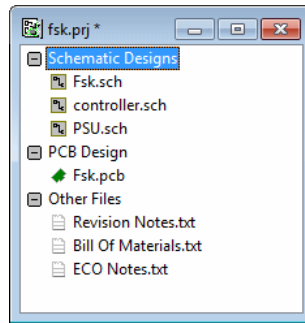 fsk.prj *
Schematic Designs
Fsk.sch
controller.sch
PSU.sch
PCB Design
Fsk.pcb
Other Files
Revision Notes.txt
Bill Of Materials.txt
ECO Notes.txt